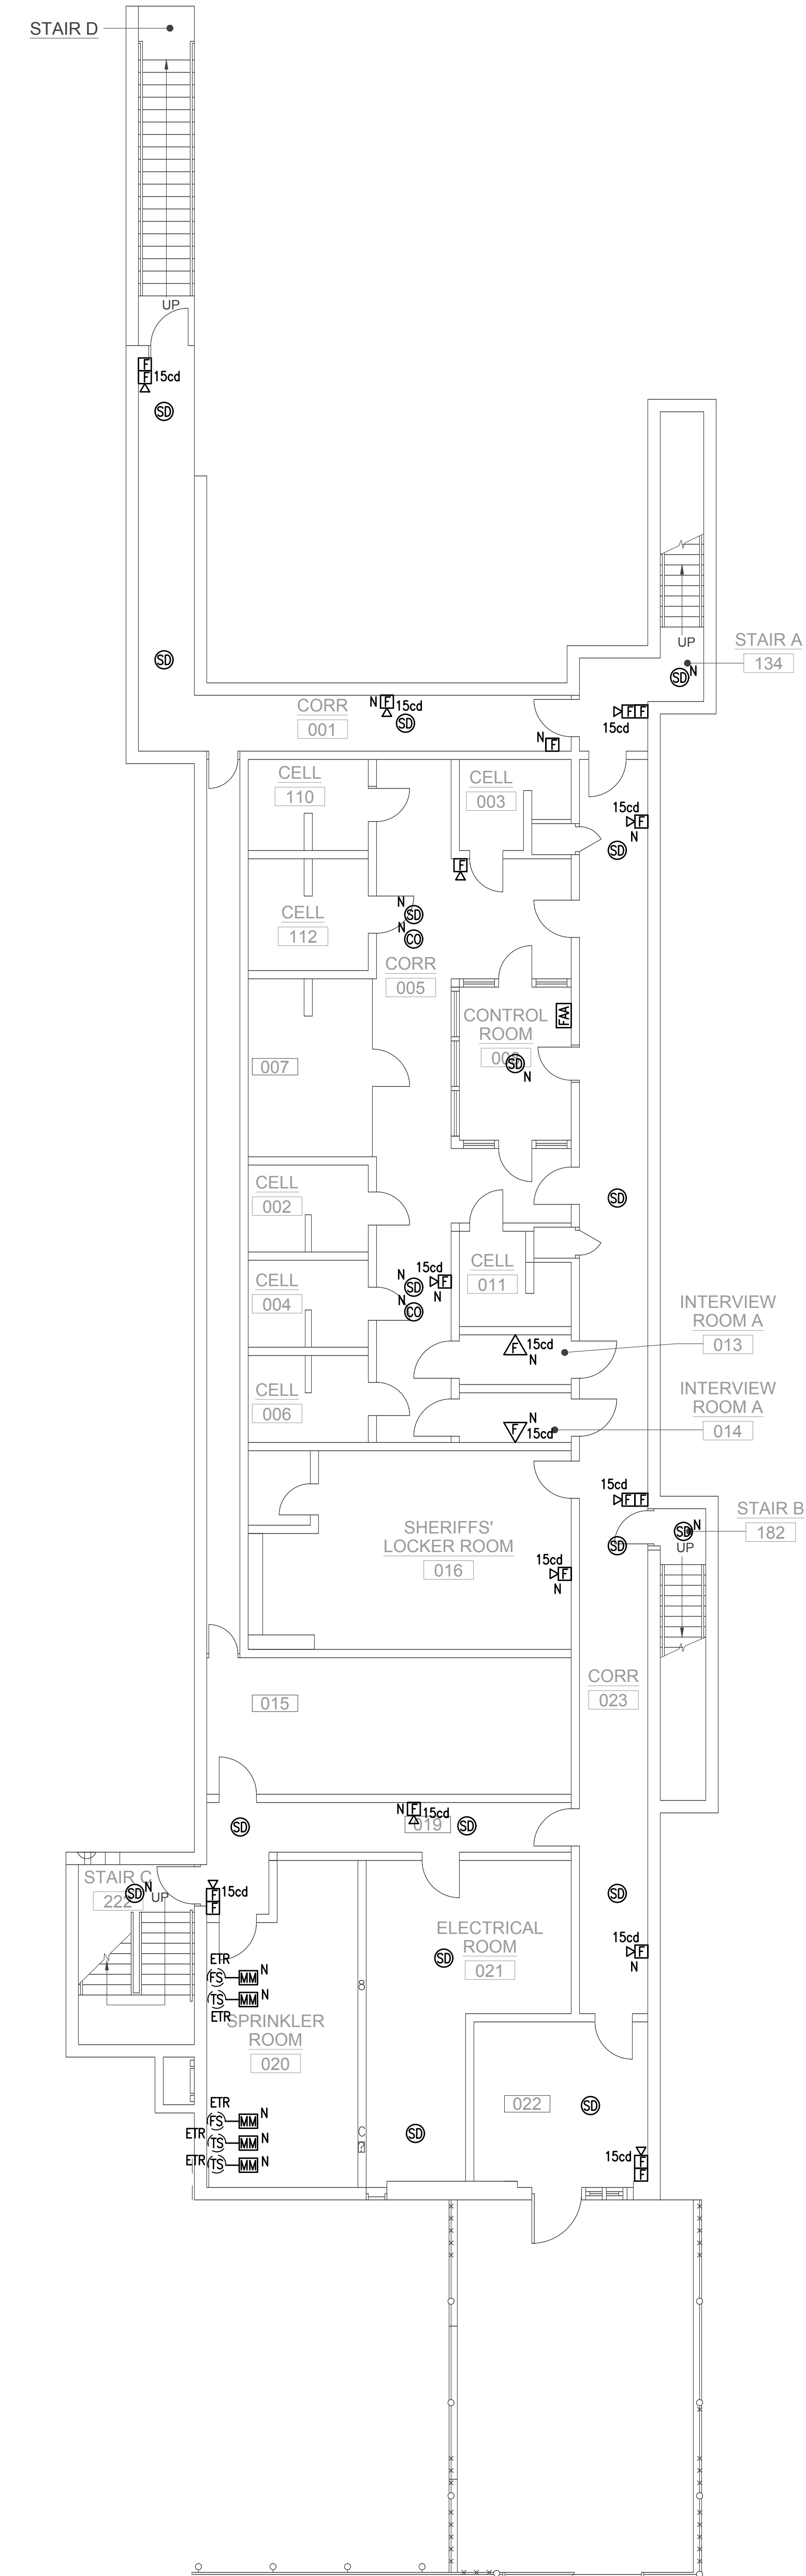 STAIR D
UP
F
F 15cd
SD
SD
UP
STAIR A
134
SD N
CORR
001
N F 15cd
SD
F F
15cd
N F
CELL
110
CELL
003
15cd
F
N
SD
F
CELL
112
N
SD
N
CO
CORR
005
CONTROL
ROOM
FAA
SD
N
007
CELL
002
SD
CELL
004
15cd
N
SD
F
N
N
CO
CELL
011
INTERVIEW
ROOM A
013
F 15cd
N
CELL
006
INTERVIEW
ROOM A
014
N
F 15cd
15cd
F F
STAIR B
182
SD N
UP
SD
SHERIFFS'
LOCKER ROOM
016
15cd
F
N
CORR
023
015
N F 15cd
019
SD
SD
STAIR C
222
SD N
UP
F 15cd
F
SD
ELECTRICAL
ROOM
021
SD
15cd
F
N
ETR
FS MM N
TS MM N
ETR
8
SPRINKLER
ROOM
020
022
SD
ETR
FS MM N
ETR TS MM N
ETR TS MM N
C
?
SD
15cd
F
F